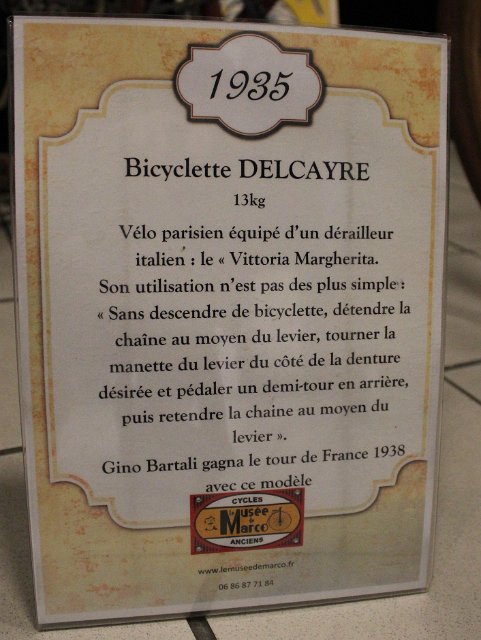 1935
Bicyclette DELCAYRE
13kg
Vélo parisien équipé d'un dérailleur
italien : le « Vittoria Margherita.
Son utilisation n'est pas des plus simple :
« Sans descendre de bicyclette, détendre la
chaîne au moyen du levier, tourner la
manette du levier du côté de la denture
désirée et pédaler un demi-tour en arrière,
puis retendre la chaine au moyen du
levier ».
Gino Bartali gagna le tour de France 1938
avec ce modèle
CYCLES
le Musée
de
Marco
ANCIENS
www.lemuseedemarco.fr
06 86 87 71 84